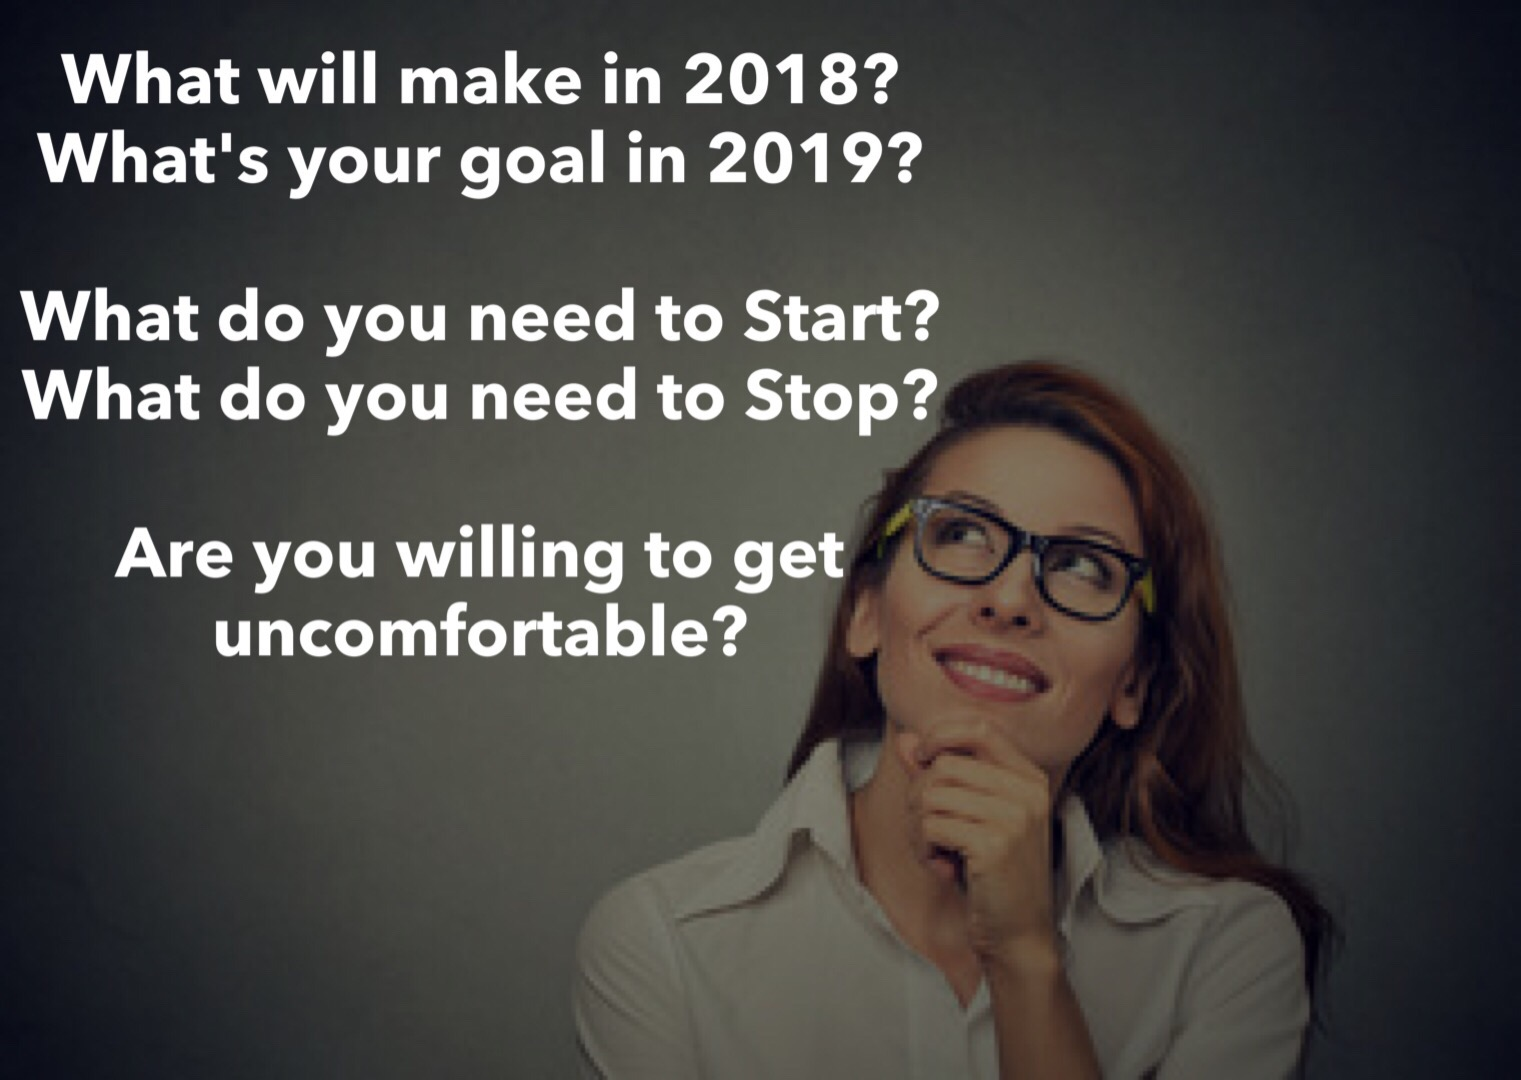 What will make in 2018?
What's your goal in 2019?
What do you need to Start?
What do you need to Stop?
Are you willing to get
uncomfortable?